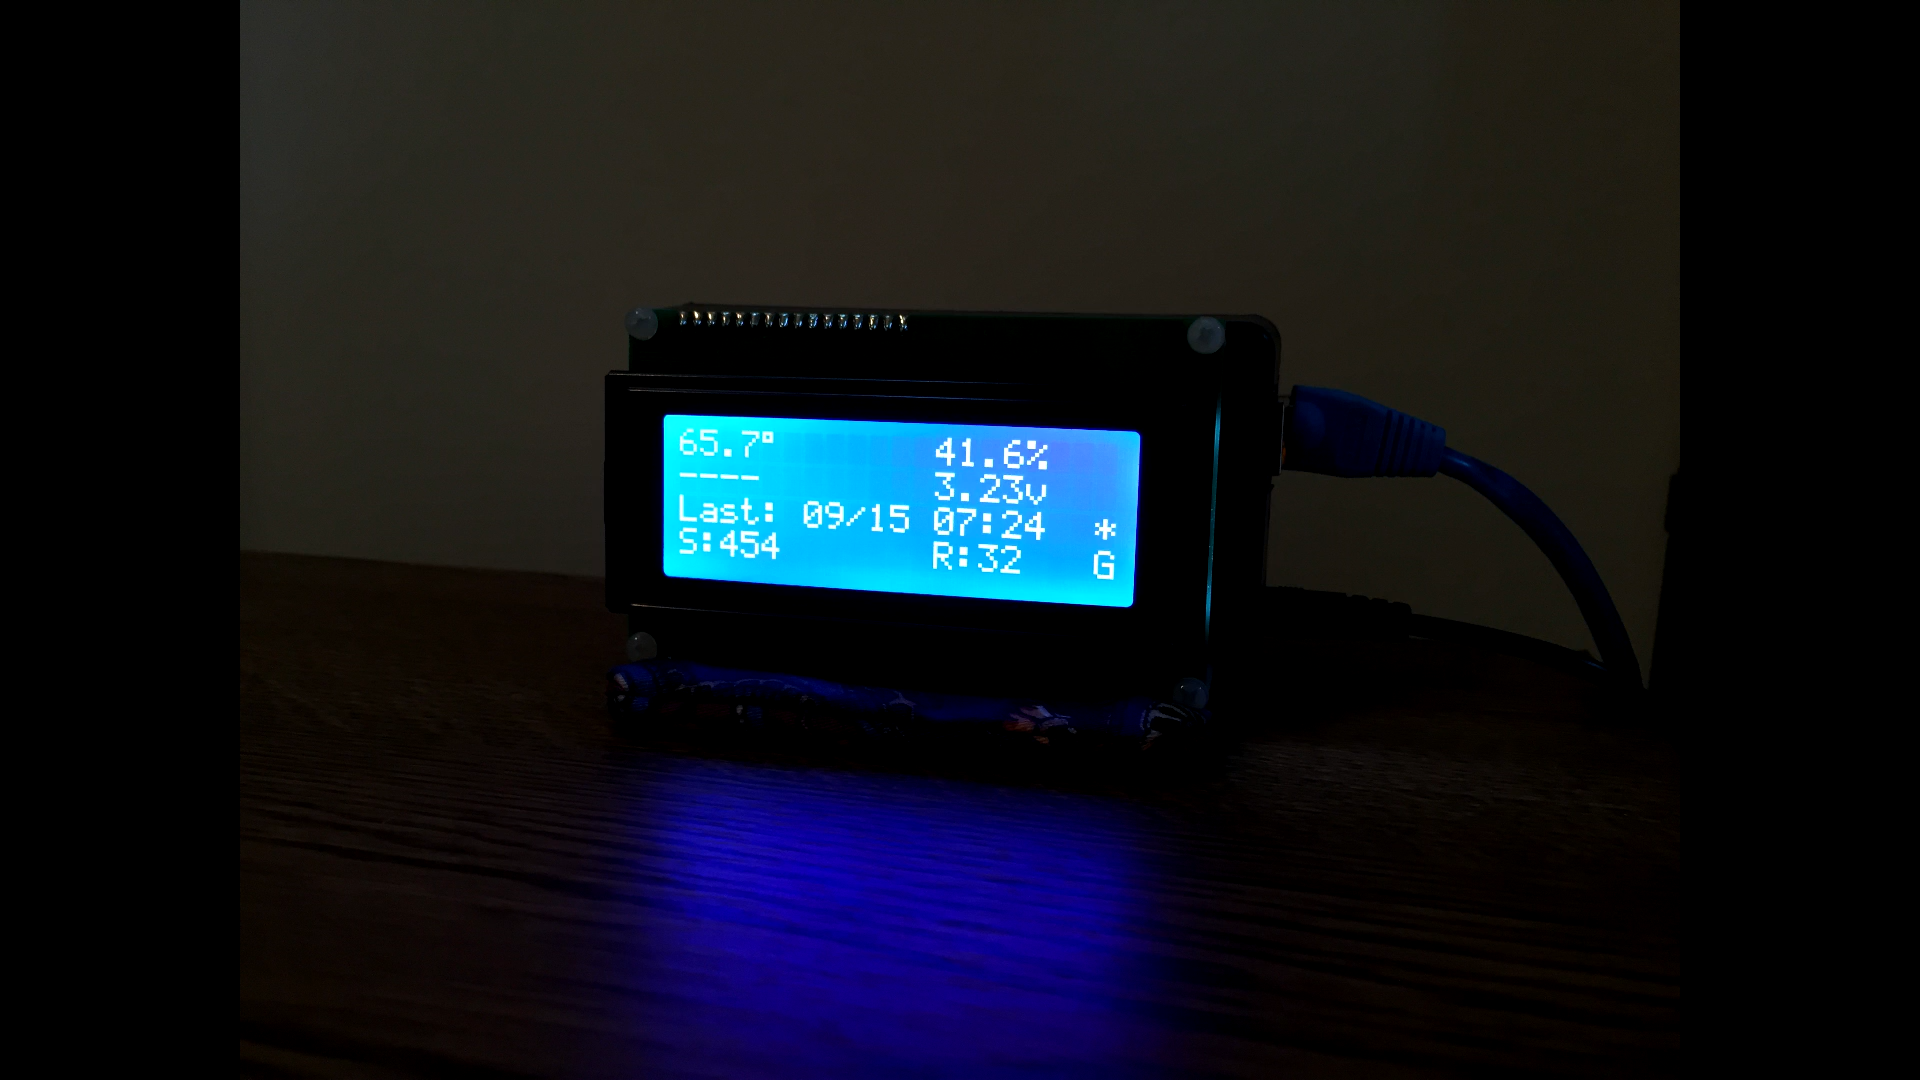 65.7° 41.6%
---- 3.23v
Last: 09/15 07:24 *
S:454 R:32 G